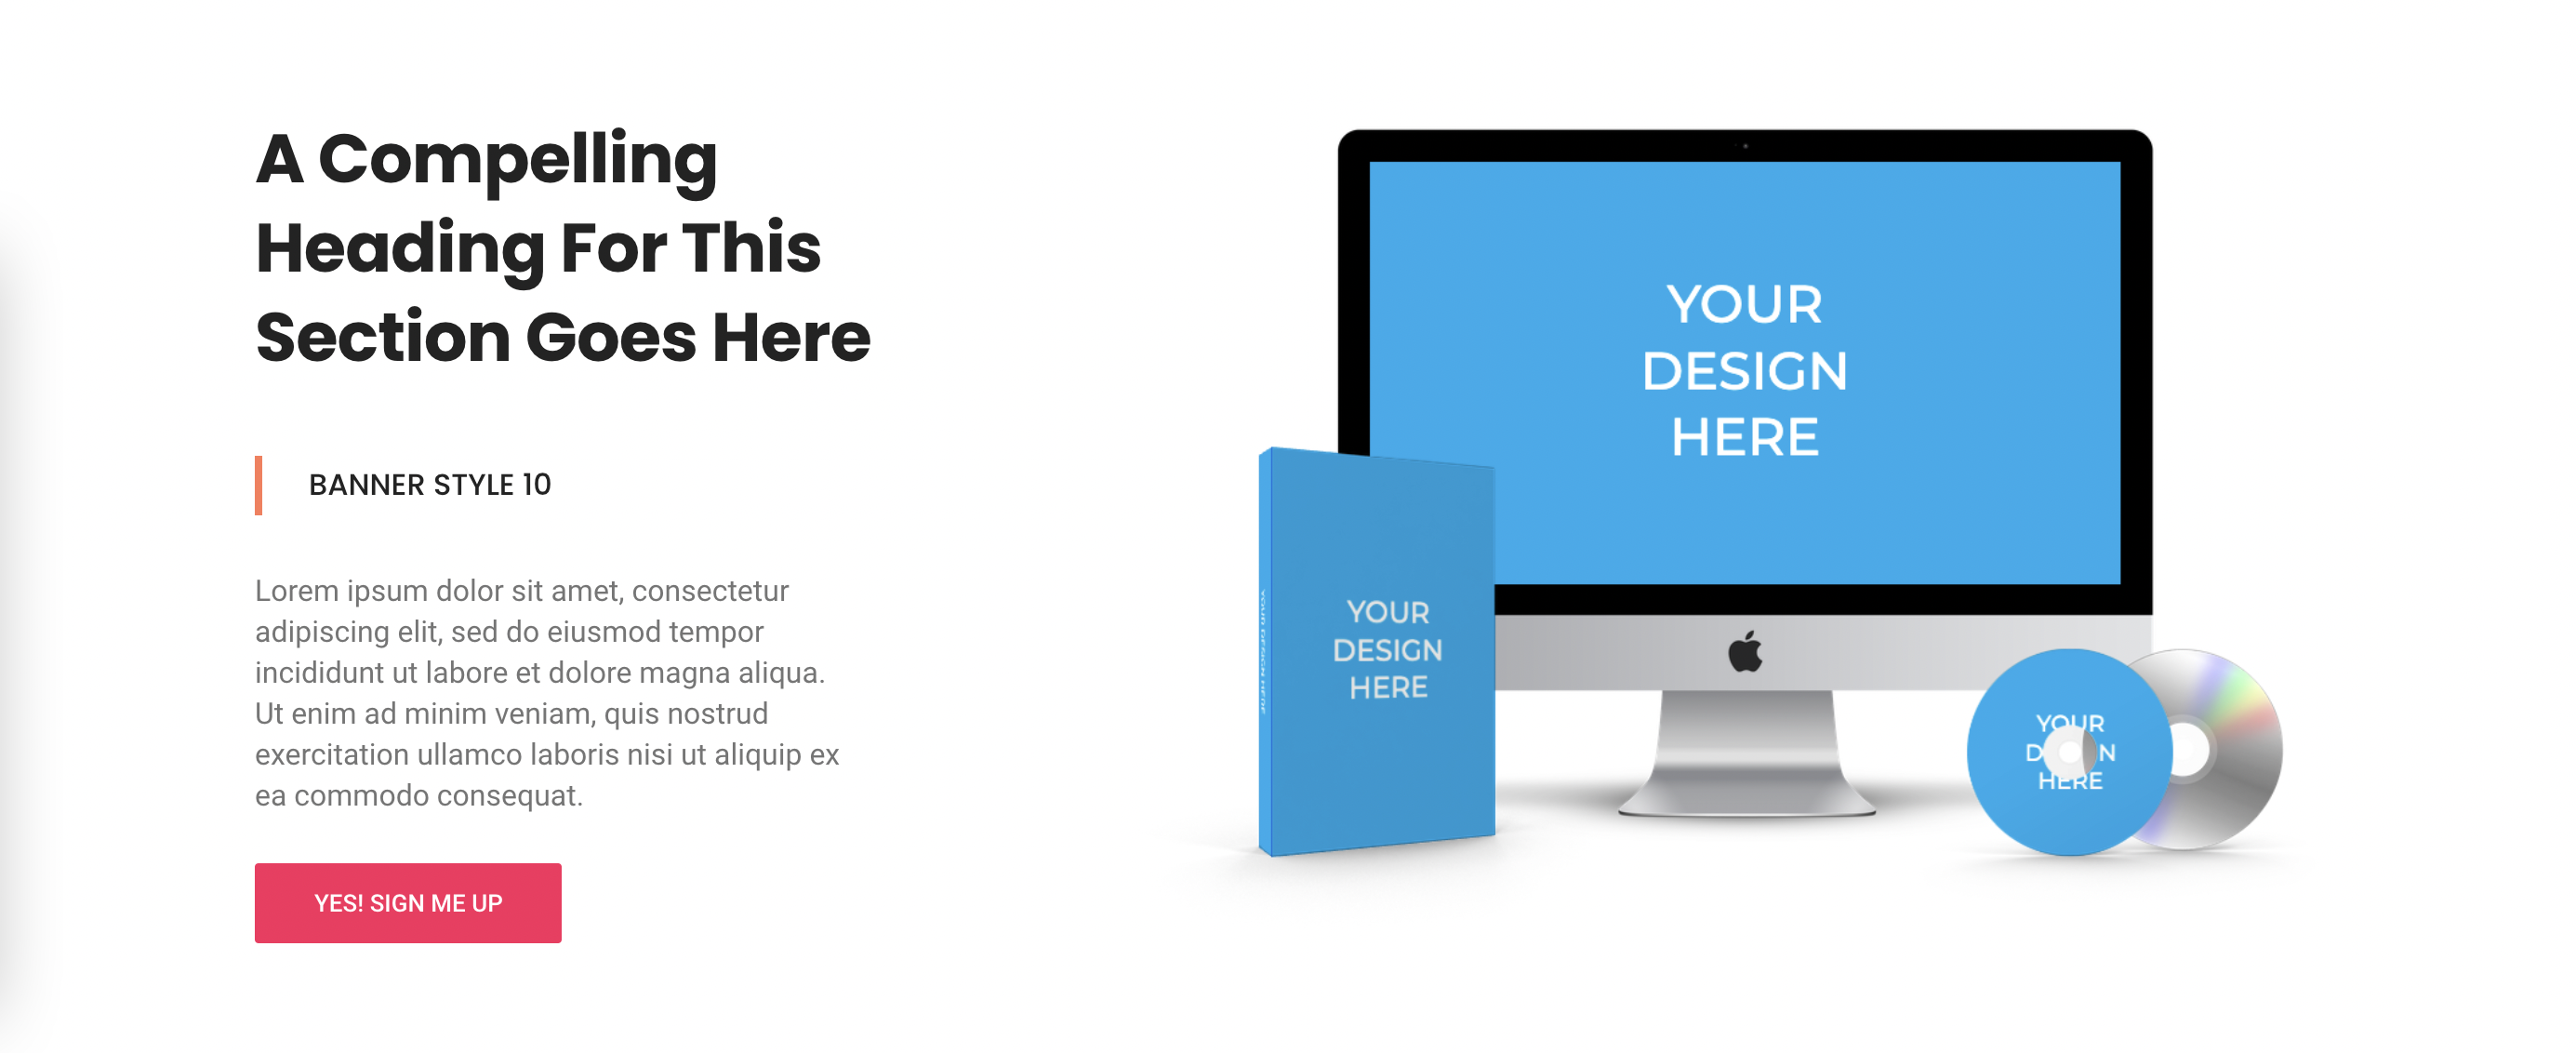 A Compelling
Heading For This
Section Goes Here
BANNER STYLE 10
Lorem ipsum dolor sit amet, consectetur
adipiscing elit, sed do eiusmod tempor
incididunt ut labore et dolore magna aliqua.
Ut enim ad minim veniam, quis nostrud
exercitation ullamco laboris nisi ut aliquip ex
ea commodo consequat.
YES! SIGN ME UP
YOUR
DESIGN
HERE
YOUR DESIGN HERE
YOUR
DESIGN
HERE
YOUR
D N
HERE